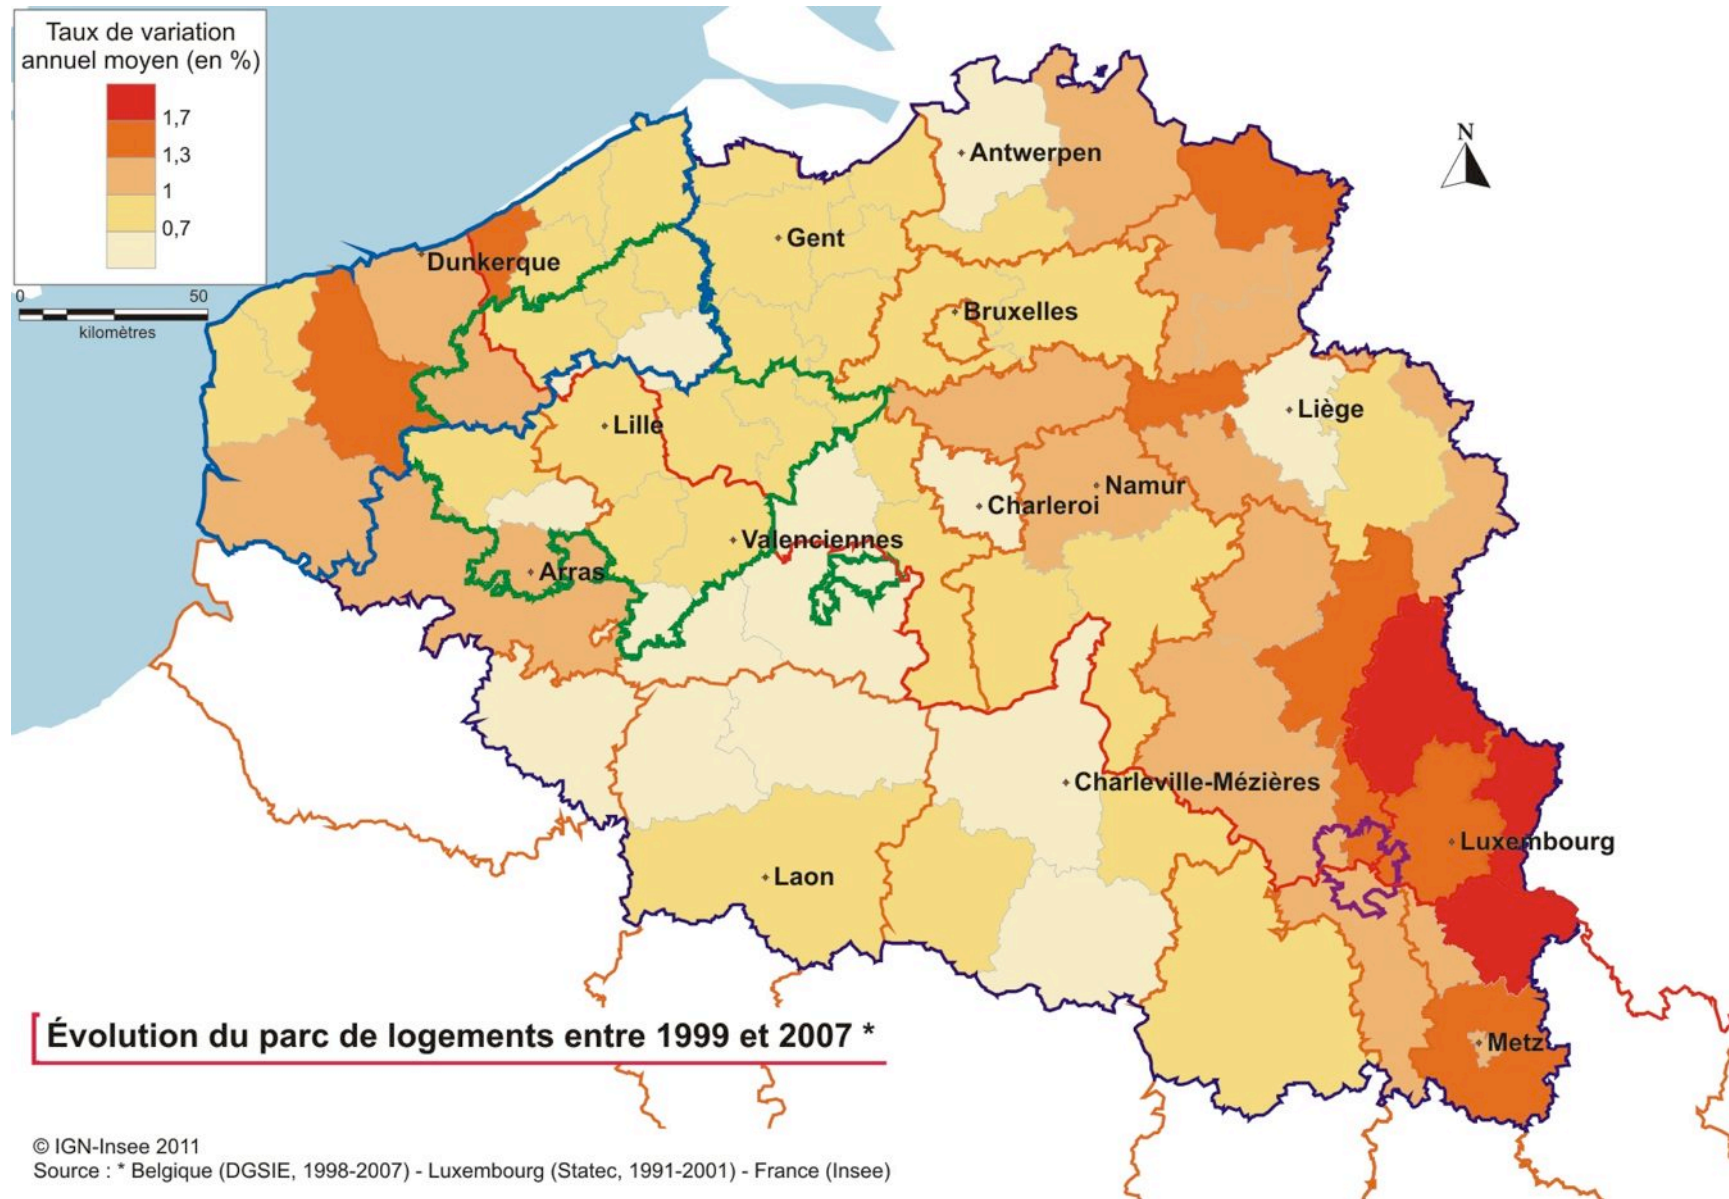 Taux de variation
annuel moyen (en %)
1,7
1,3
1
0,7
0 50
kilomètres
N
Antwerpen
Gent
Dunkerque
Bruxelles
Liège
Lille
Namur
Charleroi
Valenciennes
Arras
Charleville-Mézières
Luxembourg
Laon
Metz
Évolution du parc de logements entre 1999 et 2007 *
© IGN-Insee 2011
Source : * Belgique (DGSIE, 1998-2007) - Luxembourg (Statec, 1991-2001) - France (Insee)